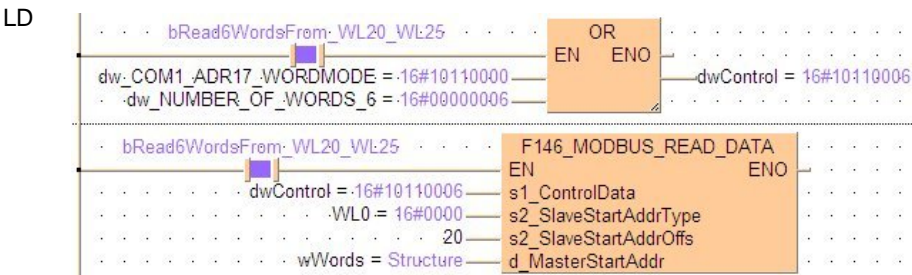 LD
bRead6WordsFrom_WL20_WL25
OR
EN ENO
dw_COM1_ADR17_WORDMODE = 16#10110000
dwControl = 16#10110006
dw_NUMBER_OF_WORDS_6 = 16#00000006
bRead6WordsFrom_WL20_WL25
F146_MODBUS_READ_DATA
EN ENO
dwControl = 16#10110006 s1_ControlData
WL0 = 16#0000 s2_SlaveStartAddrType
20 s2_SlaveStartAddrOffs
wWords = Structure d_MasterStartAddr